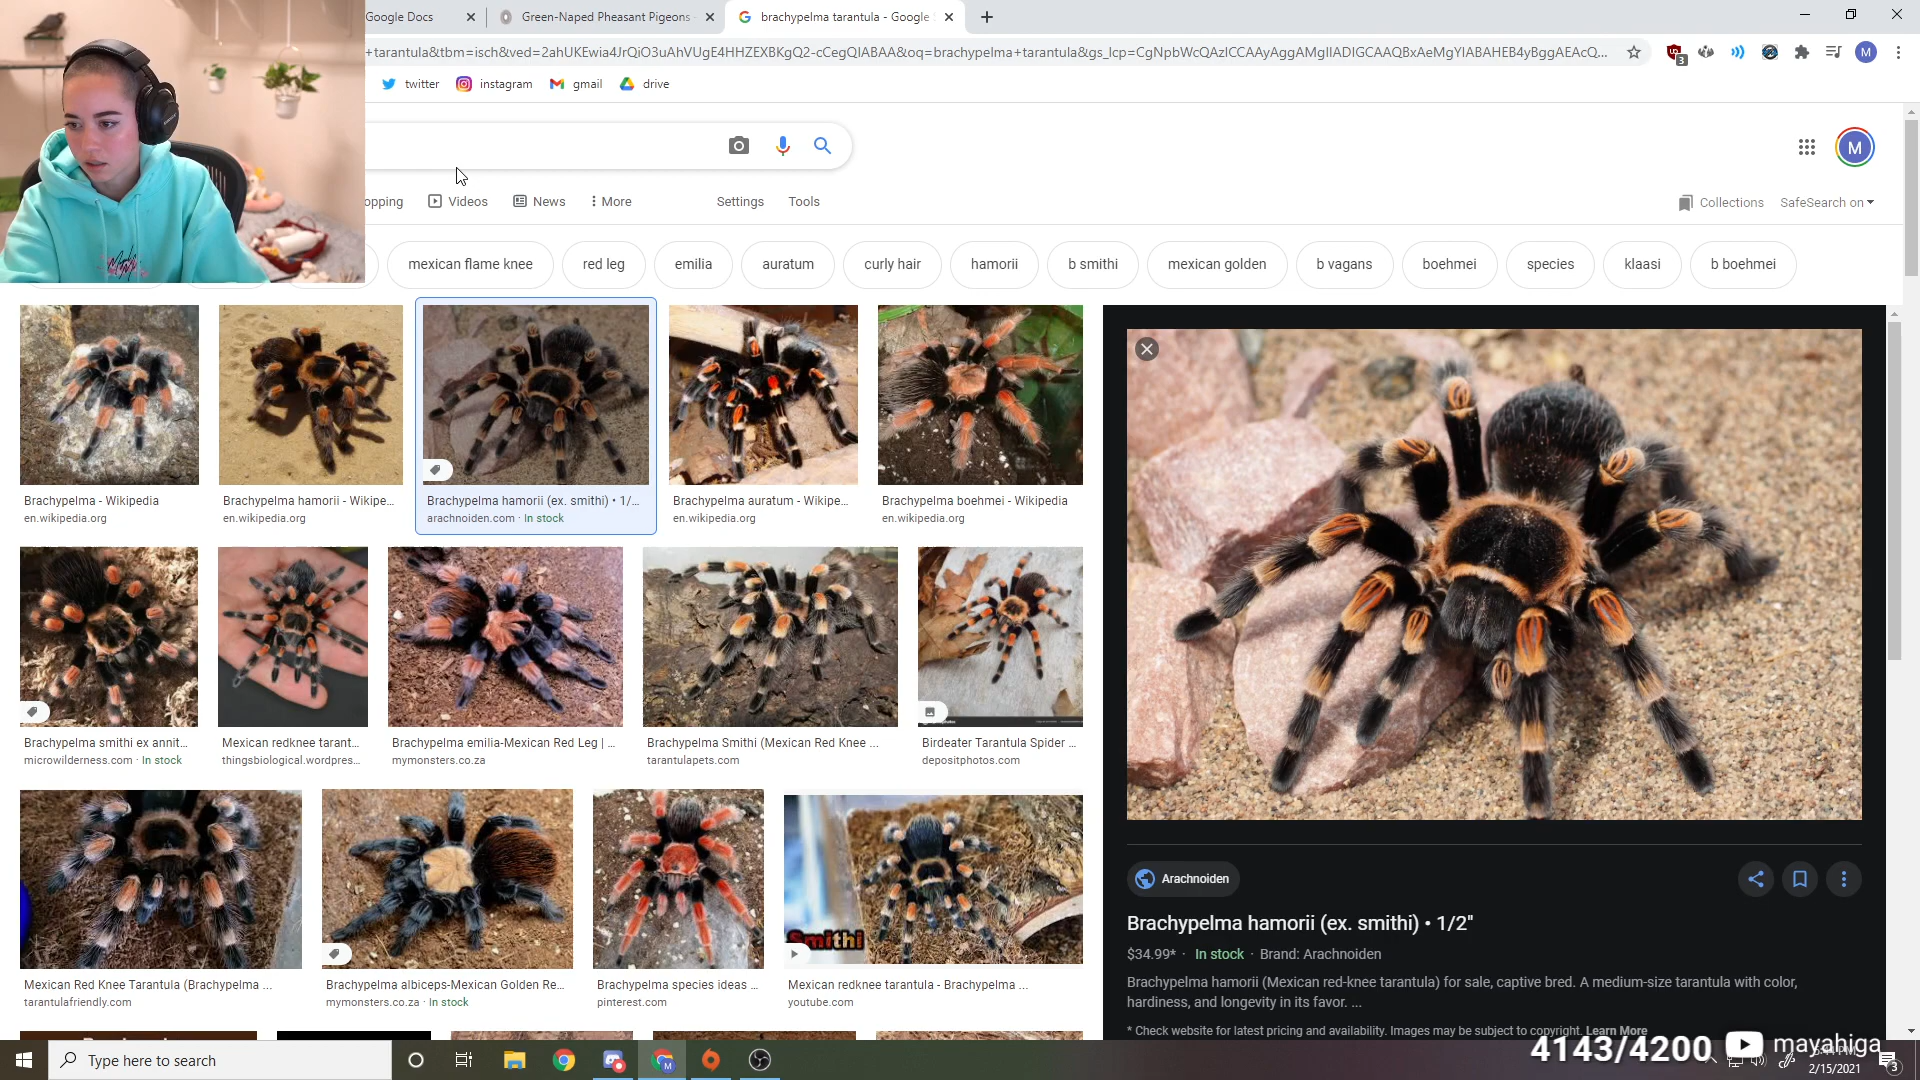 Google Docs
Green-Naped Pheasant Pigeons
brachypelma tarantula - Google
+tarantula&tbm=isch&ved=2ahUKEwia4JrQiO3uAhVUgE4HHZEXBKgQ2-cCegQIABAA&oq=brachypelma+tarantula&gs_lcp=CgNpbWcQAzICCAAyAggAMgIIADIGCAAQBxAeMgYIABAHEB4yBggAEAcQ...
3
M
twitter
instagram
gmail
drive
M
opping
Videos
News
More
Settings
Tools
Collections
SafeSearch on
mexican flame knee
red leg
emilia
auratum
curly hair
hamorii
b smithi
mexican golden
b vagans
boehmei
species
klaasi
b boehmei
Brachypelma - Wikipedia
en.wikipedia.org
Brachypelma hamorii - Wikipe...
en.wikipedia.org
Brachypelma hamorii (ex. smithi) • 1/...
arachnoiden.com · In stock
Brachypelma auratum - Wikipe...
en.wikipedia.org
Brachypelma boehmei - Wikipedia
en.wikipedia.org
Brachypelma smithi ex annit...
microwilderness.com · In stock
Mexican redknee tarant...
thingsbiological.wordpres...
Brachypelma emilia-Mexican Red Leg | ...
mymonsters.co.za
Brachypelma Smithi (Mexican Red Knee ...
tarantulapets.com
Birdeater Tarantula Spider ...
depositphotos.com
Smithi
Mexican Red Knee Tarantula (Brachypelma ...
tarantulafriendly.com
Brachypelma albiceps-Mexican Golden Re...
mymonsters.co.za · In stock
Brachypelma species ideas ...
pinterest.com
Mexican redknee tarantula - Brachypelma ...
youtube.com
Arachnoiden
Brachypelma hamorii (ex. smithi) • 1/2"
$34.99* · In stock · Brand: Arachnoiden
Brachypelma hamorii (Mexican red-knee tarantula) for sale, captive bred. A medium-size tarantula with color,
hardiness, and longevity in its favor. ...
* Check website for latest pricing and availability. Images may be subject to copyright. Learn More
4143/4200
mayahiga
Type here to search
M
2/15/2021
3